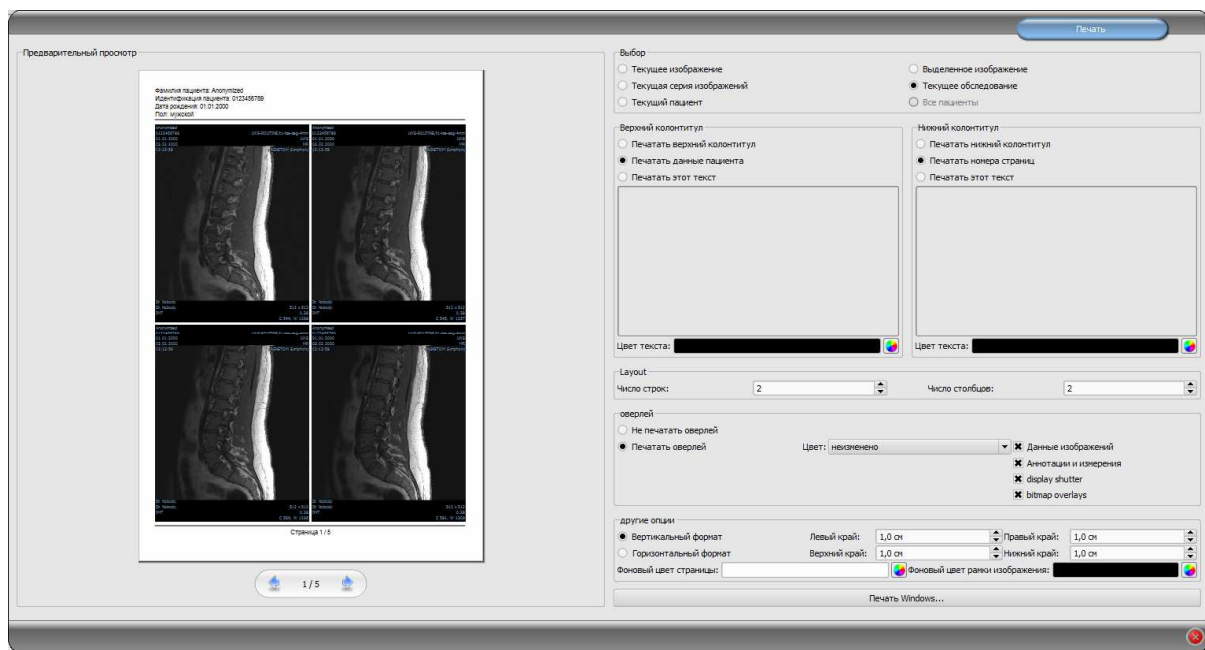 Печать
Предварительный просмотр
Фамилия пациента: Anonymized
Идентификация пациента: 0123456789
Дата рождения: 01.01.2000
Пол: мужской
Страница 1 / 5
1 / 5
Выбор
Текущее изображение
Выделенное изображение
Текущая серия изображений
Текущее обследование
Текущий пациент
Все пациенты
Верхний колонтитул
Печатать верхний колонтитул
Печатать данные пациента
Печатать этот текст
Цвет текста:
Нижний колонтитул
Печатать нижний колонтитул
Печатать номера страниц
Печатать этот текст
Цвет текста:
Layout
Число строк: 2 Число столбцов: 2
оверлей
Не печатать оверлей
Печатать оверлей Цвет: неизменено Данные изображений
Аннотации и измерения
display shutter
bitmap overlays
другие опции
Вертикальный формат Левый край: 1,0 cm Правый край: 1,0 cm
Горизонтальный формат Верхний край: 1,0 cm Нижний край: 1,0 cm
Фоновый цвет страницы: Фоновый цвет рамки изображения:
Печать Windows...